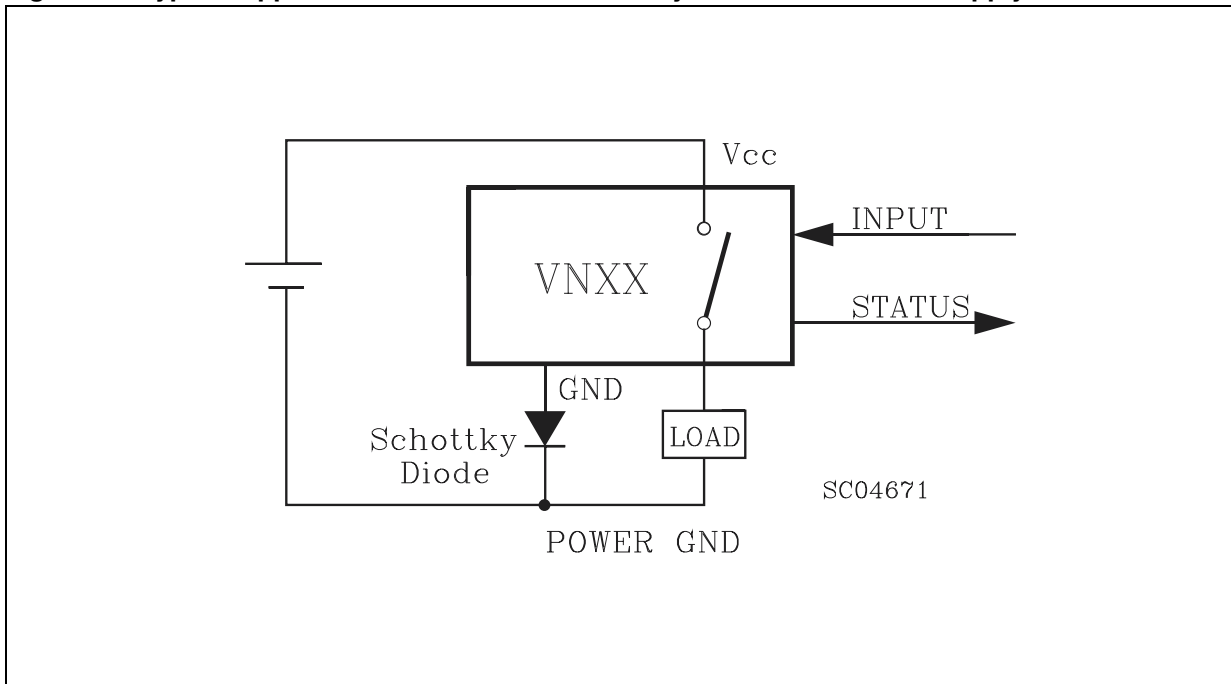 Vcc
INPUT
VNXX
STATUS
GND
Schottky
Diode
LOAD
SC04671
POWER GND